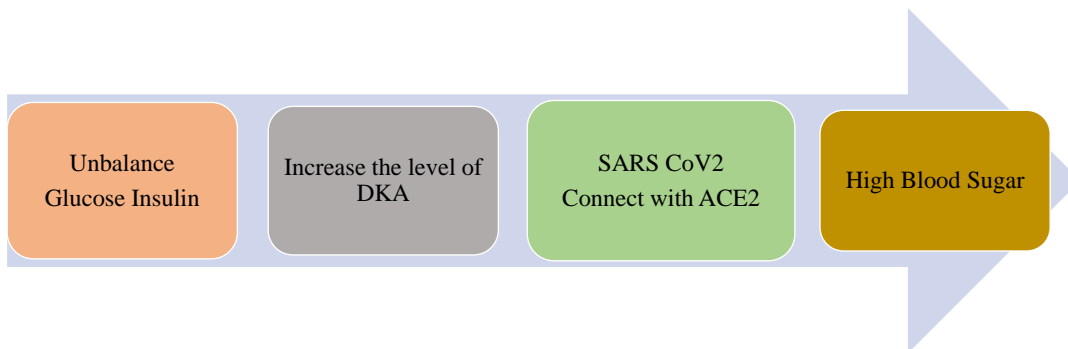 Unbalance
Glucose Insulin
Increase the level of
DKA
SARS CoV2
Connect with ACE2
High Blood Sugar